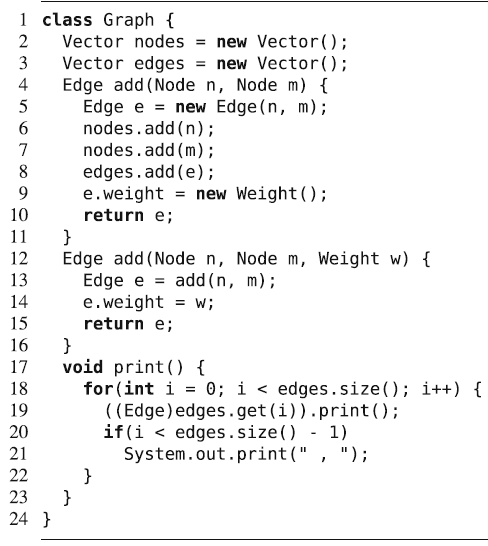 1 class Graph {
2   Vector nodes = new Vector();
3   Vector edges = new Vector();
4   Edge add(Node n, Node m) {
5     Edge e = new Edge(n, m);
6     nodes.add(n);
7     nodes.add(m);
8     edges.add(e);
9     e.weight = new Weight();
10     return e;
11   }
12   Edge add(Node n, Node m, Weight w) {
13     Edge e = add(n, m);
14     e.weight = w;
15     return e;
16   }
17   void print() {
18     for(int i = 0; i < edges.size(); i++) {
19       ((Edge)edges.get(i)).print();
20       if(i < edges.size() - 1)
21         System.out.print(" , ");
22     }
23   }
24 }